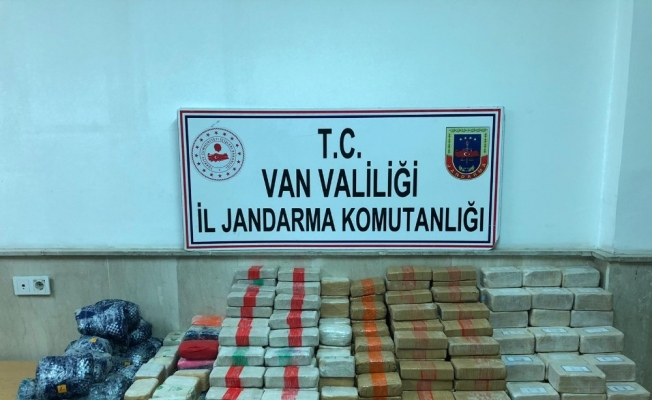 T.C.
VAN VALİLİĞİ
İL JANDARMA KOMUTANLIĞI